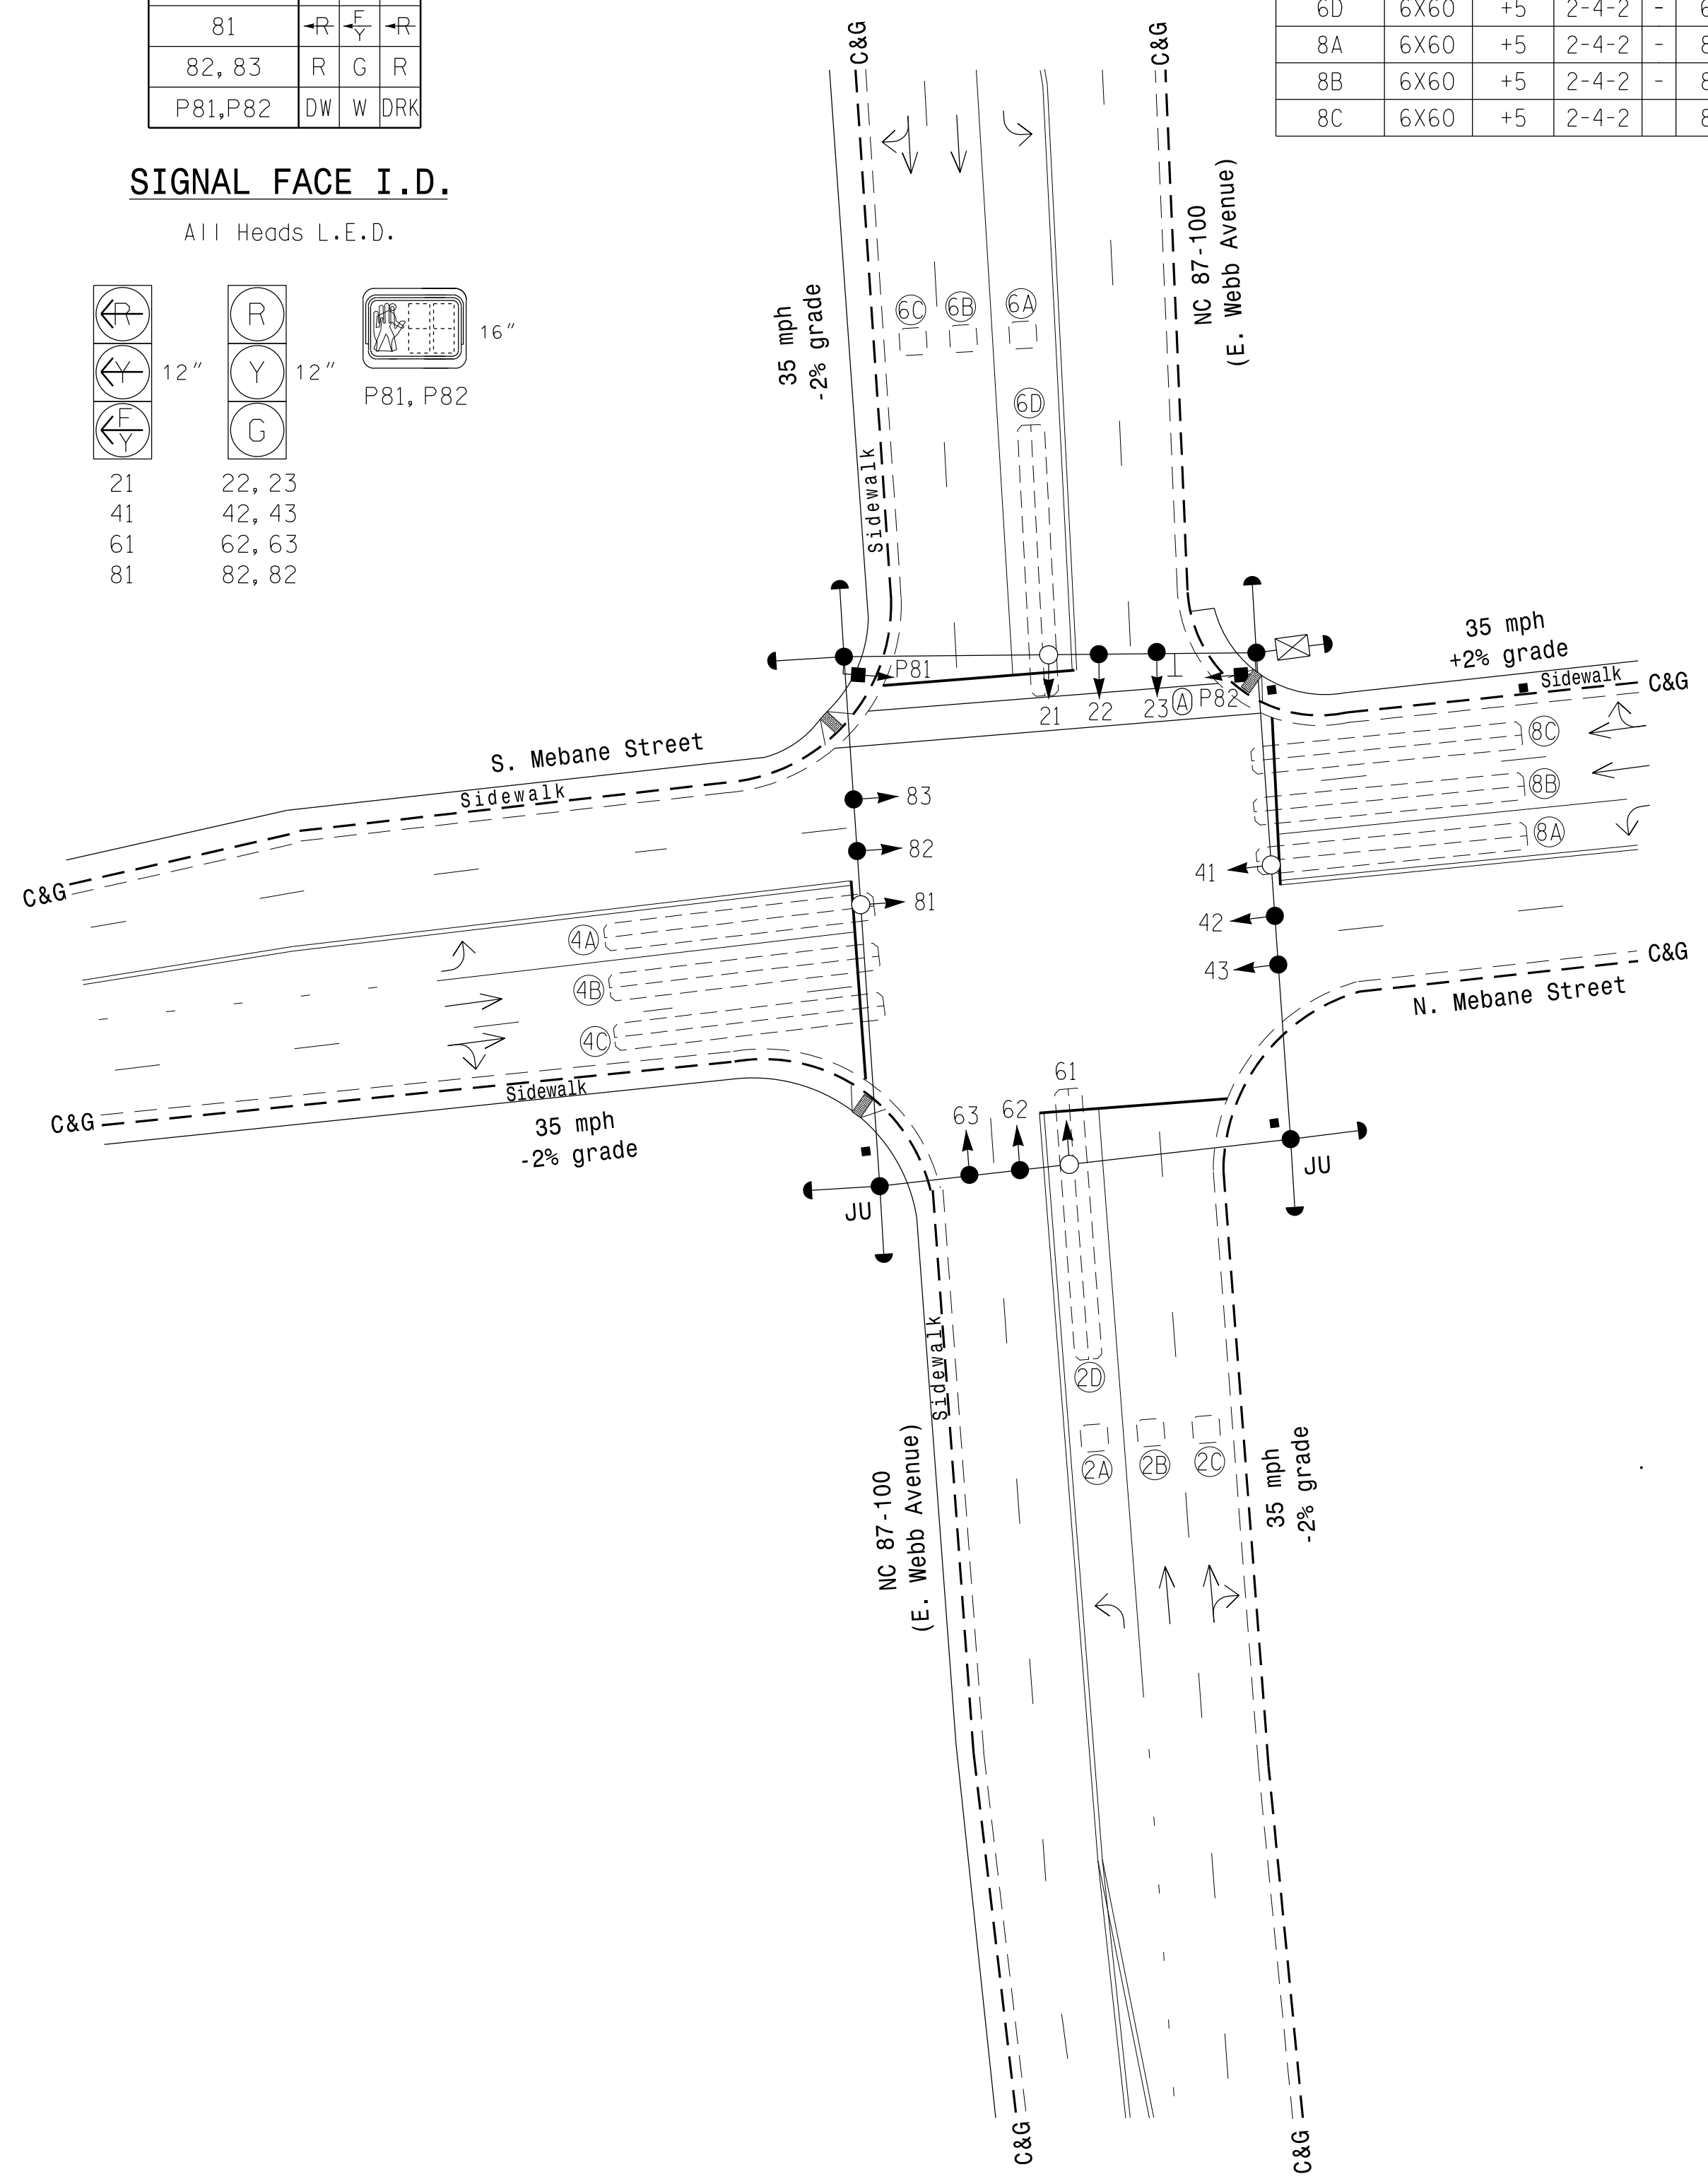 81 R F Y R
82, 83 R G R
P81,P82 DW W DRK
SIGNAL FACE I.D.
All Heads L.E.D.
R R
Y 12" Y 12" 16"
F Y G P81, P82
21 22, 23
41 42, 43
61 62, 63
81 82, 82
6D 6X60 +5 2-4-2 - 6
8A 6X60 +5 2-4-2 - 8
8B 6X60 +5 2-4-2 - 8
8C 6X60 +5 2-4-2 8
C&G
C&G
NC 87-100
(E. Webb Avenue)
35 mph
-2% grade
6C 6B 6A
6D
Sidewalk
35 mph
+2% grade
Sidewalk
C&G
P81
21 22 23 A P82
S. Mebane Street
Sidewalk
C&G
83
82
81
8C
8B
8A
41
42
43
4A
4B
4C
C&G
N. Mebane Street
C&G
Sidewalk
35 mph
-2% grade
63 62 61
JU
JU
Sidewalk
2D
2A 2B 2C
NC 87-100
(E. Webb Avenue)
35 mph
-2% grade
C&G
C&G